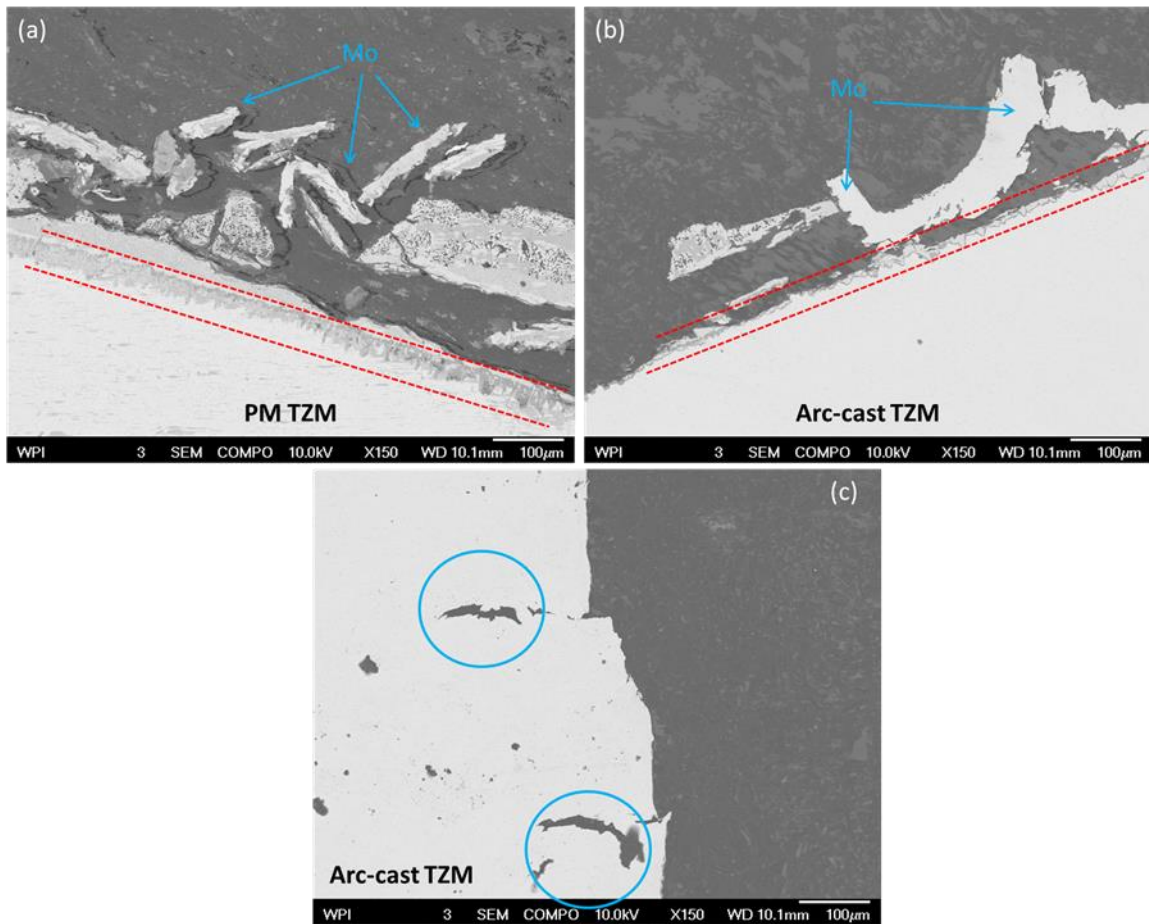 (a)
Mo
PM TZM
WPI 3 SEM COMPO 10.0kV X150 WD 10.1mm 100µm
(b)
Mo
Arc-cast TZM
WPI 3 SEM COMPO 10.0kV X150 WD 10.1mm 100µm
(c)
Arc-cast TZM
WPI 3 SEM COMPO 10.0kV X150 WD 10.1mm 100µm